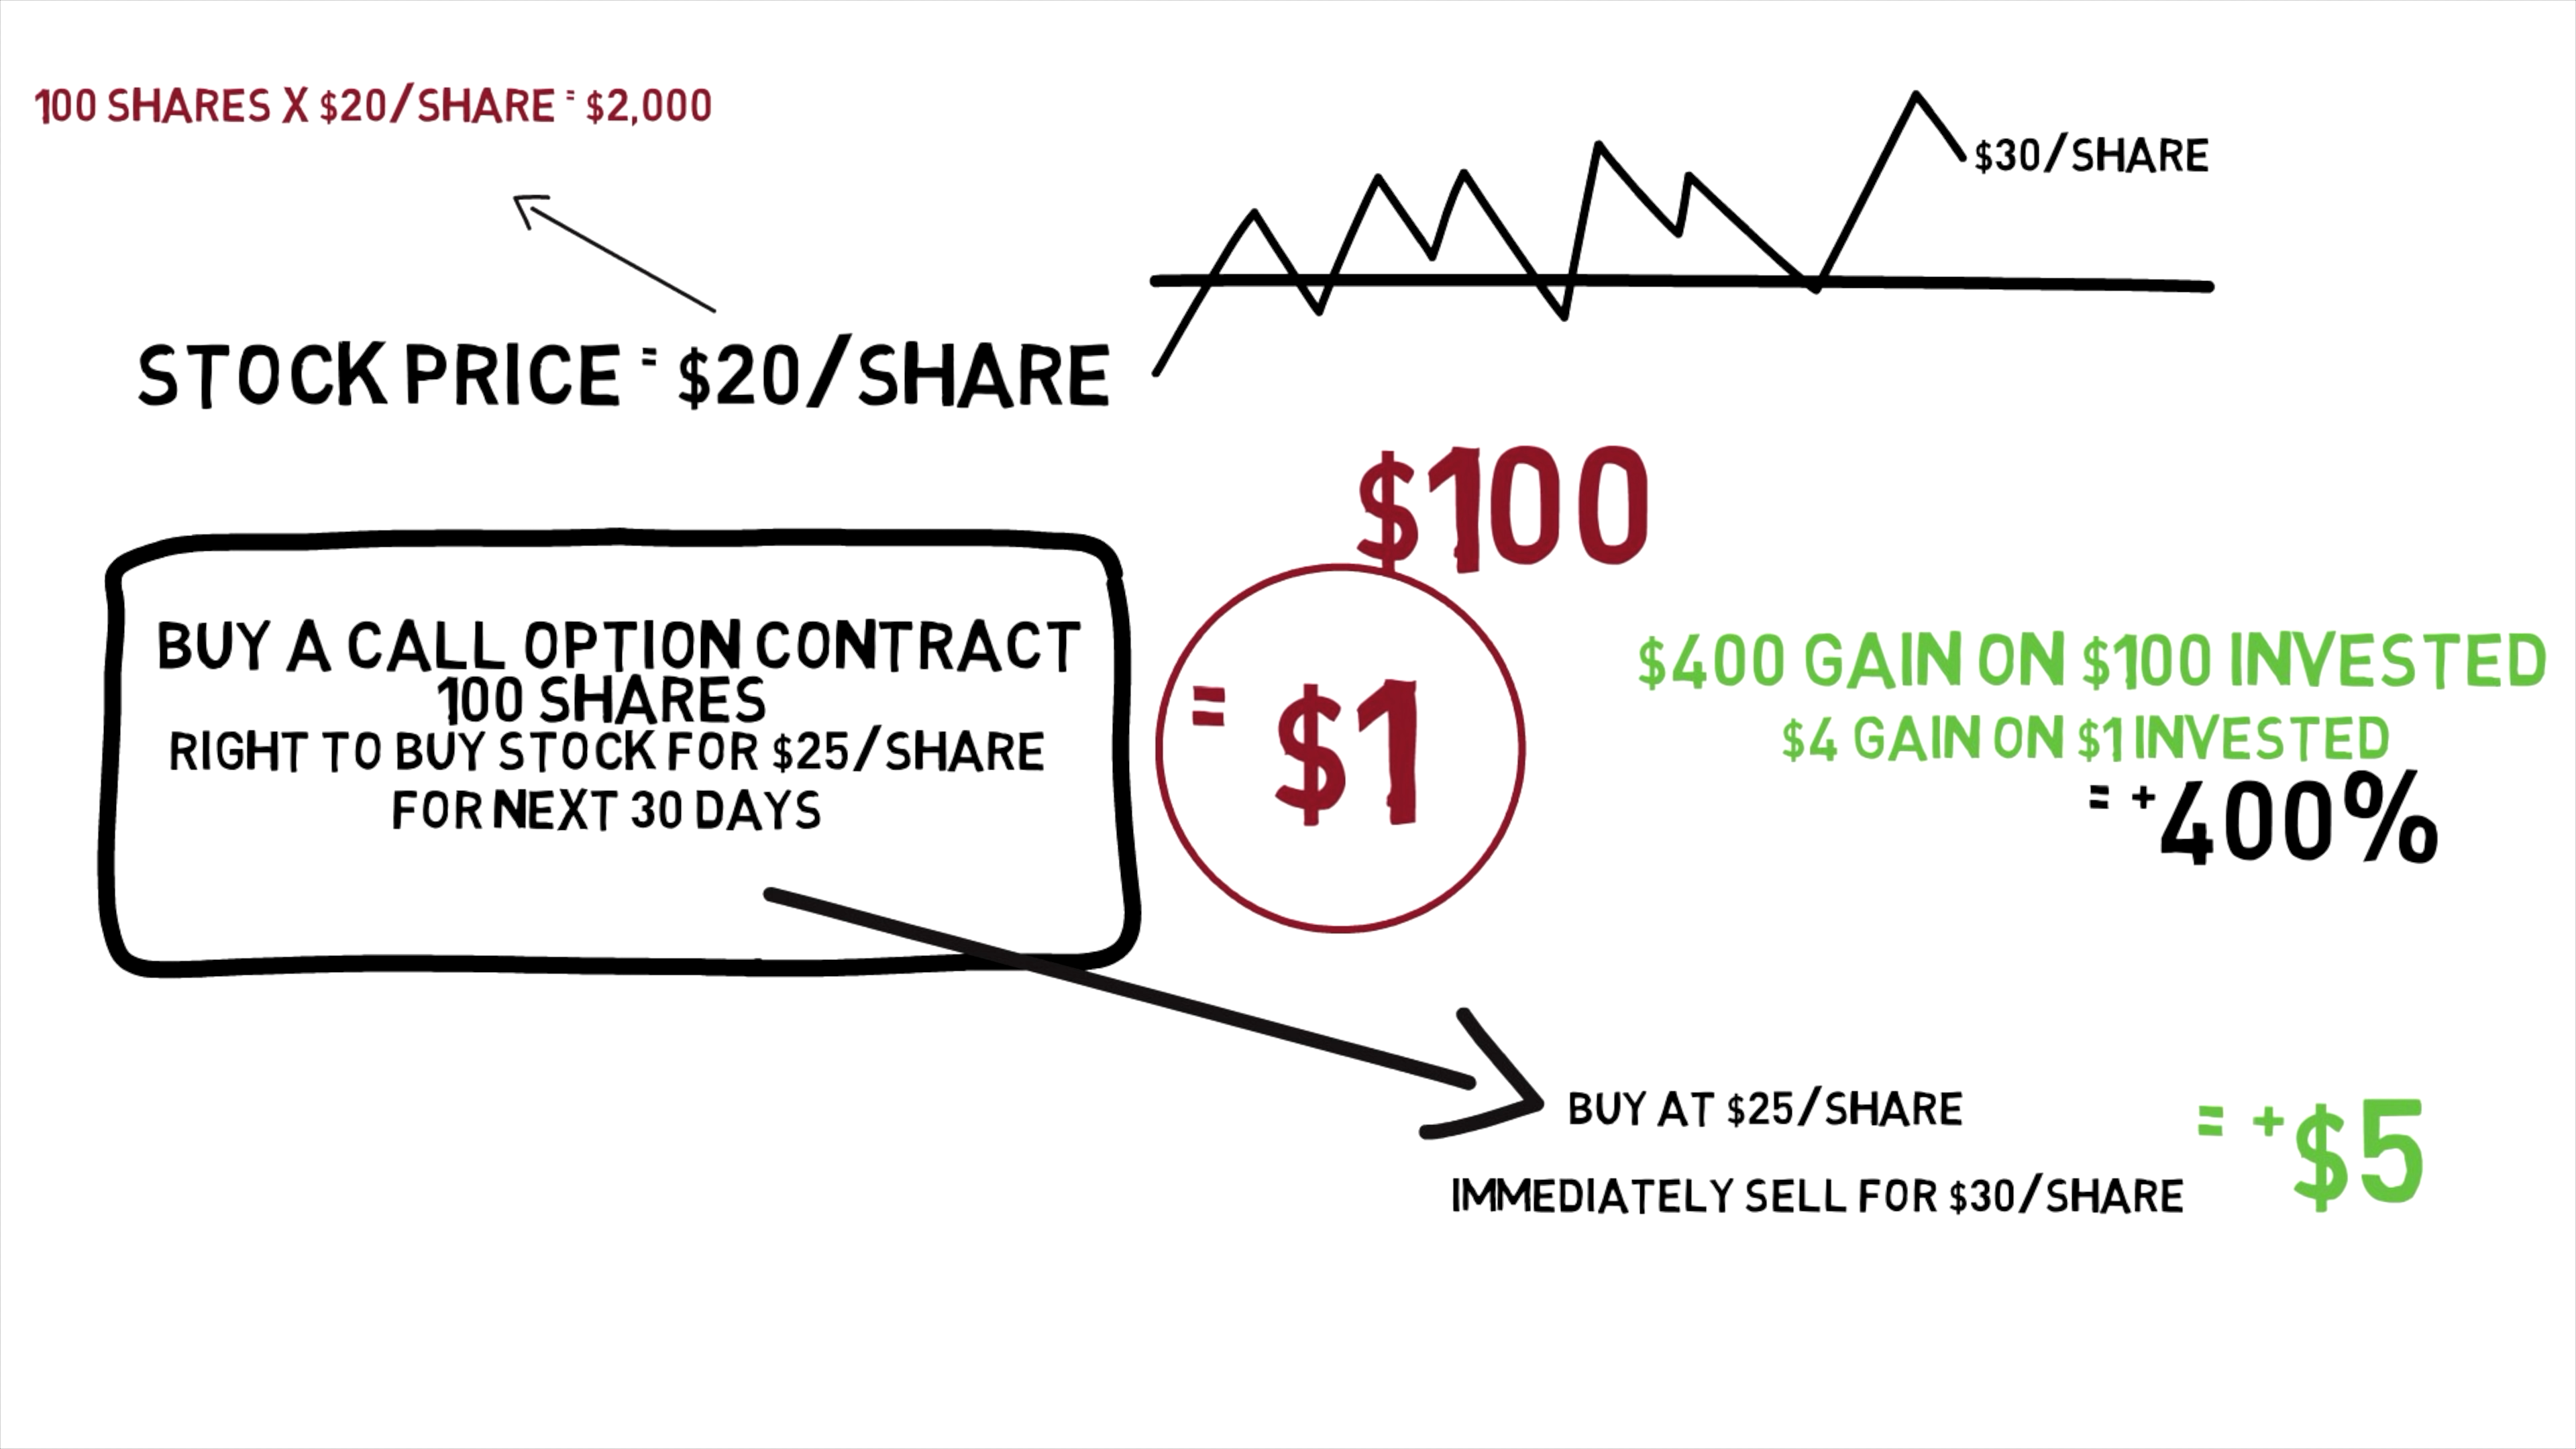 100 SHARES X $20/SHARE = $2,000
$30/SHARE
STOCK PRICE = $20/SHARE
$100
BUY A CALL OPTION CONTRACT
100 SHARES
RIGHT TO BUY STOCK FOR $25/SHARE
FOR NEXT 30 DAYS
= $1
$400 GAIN ON $100 INVESTED
$4 GAIN ON $1 INVESTED
= +400%
BUY AT $25/SHARE
IMMEDIATELY SELL FOR $30/SHARE
= +$5